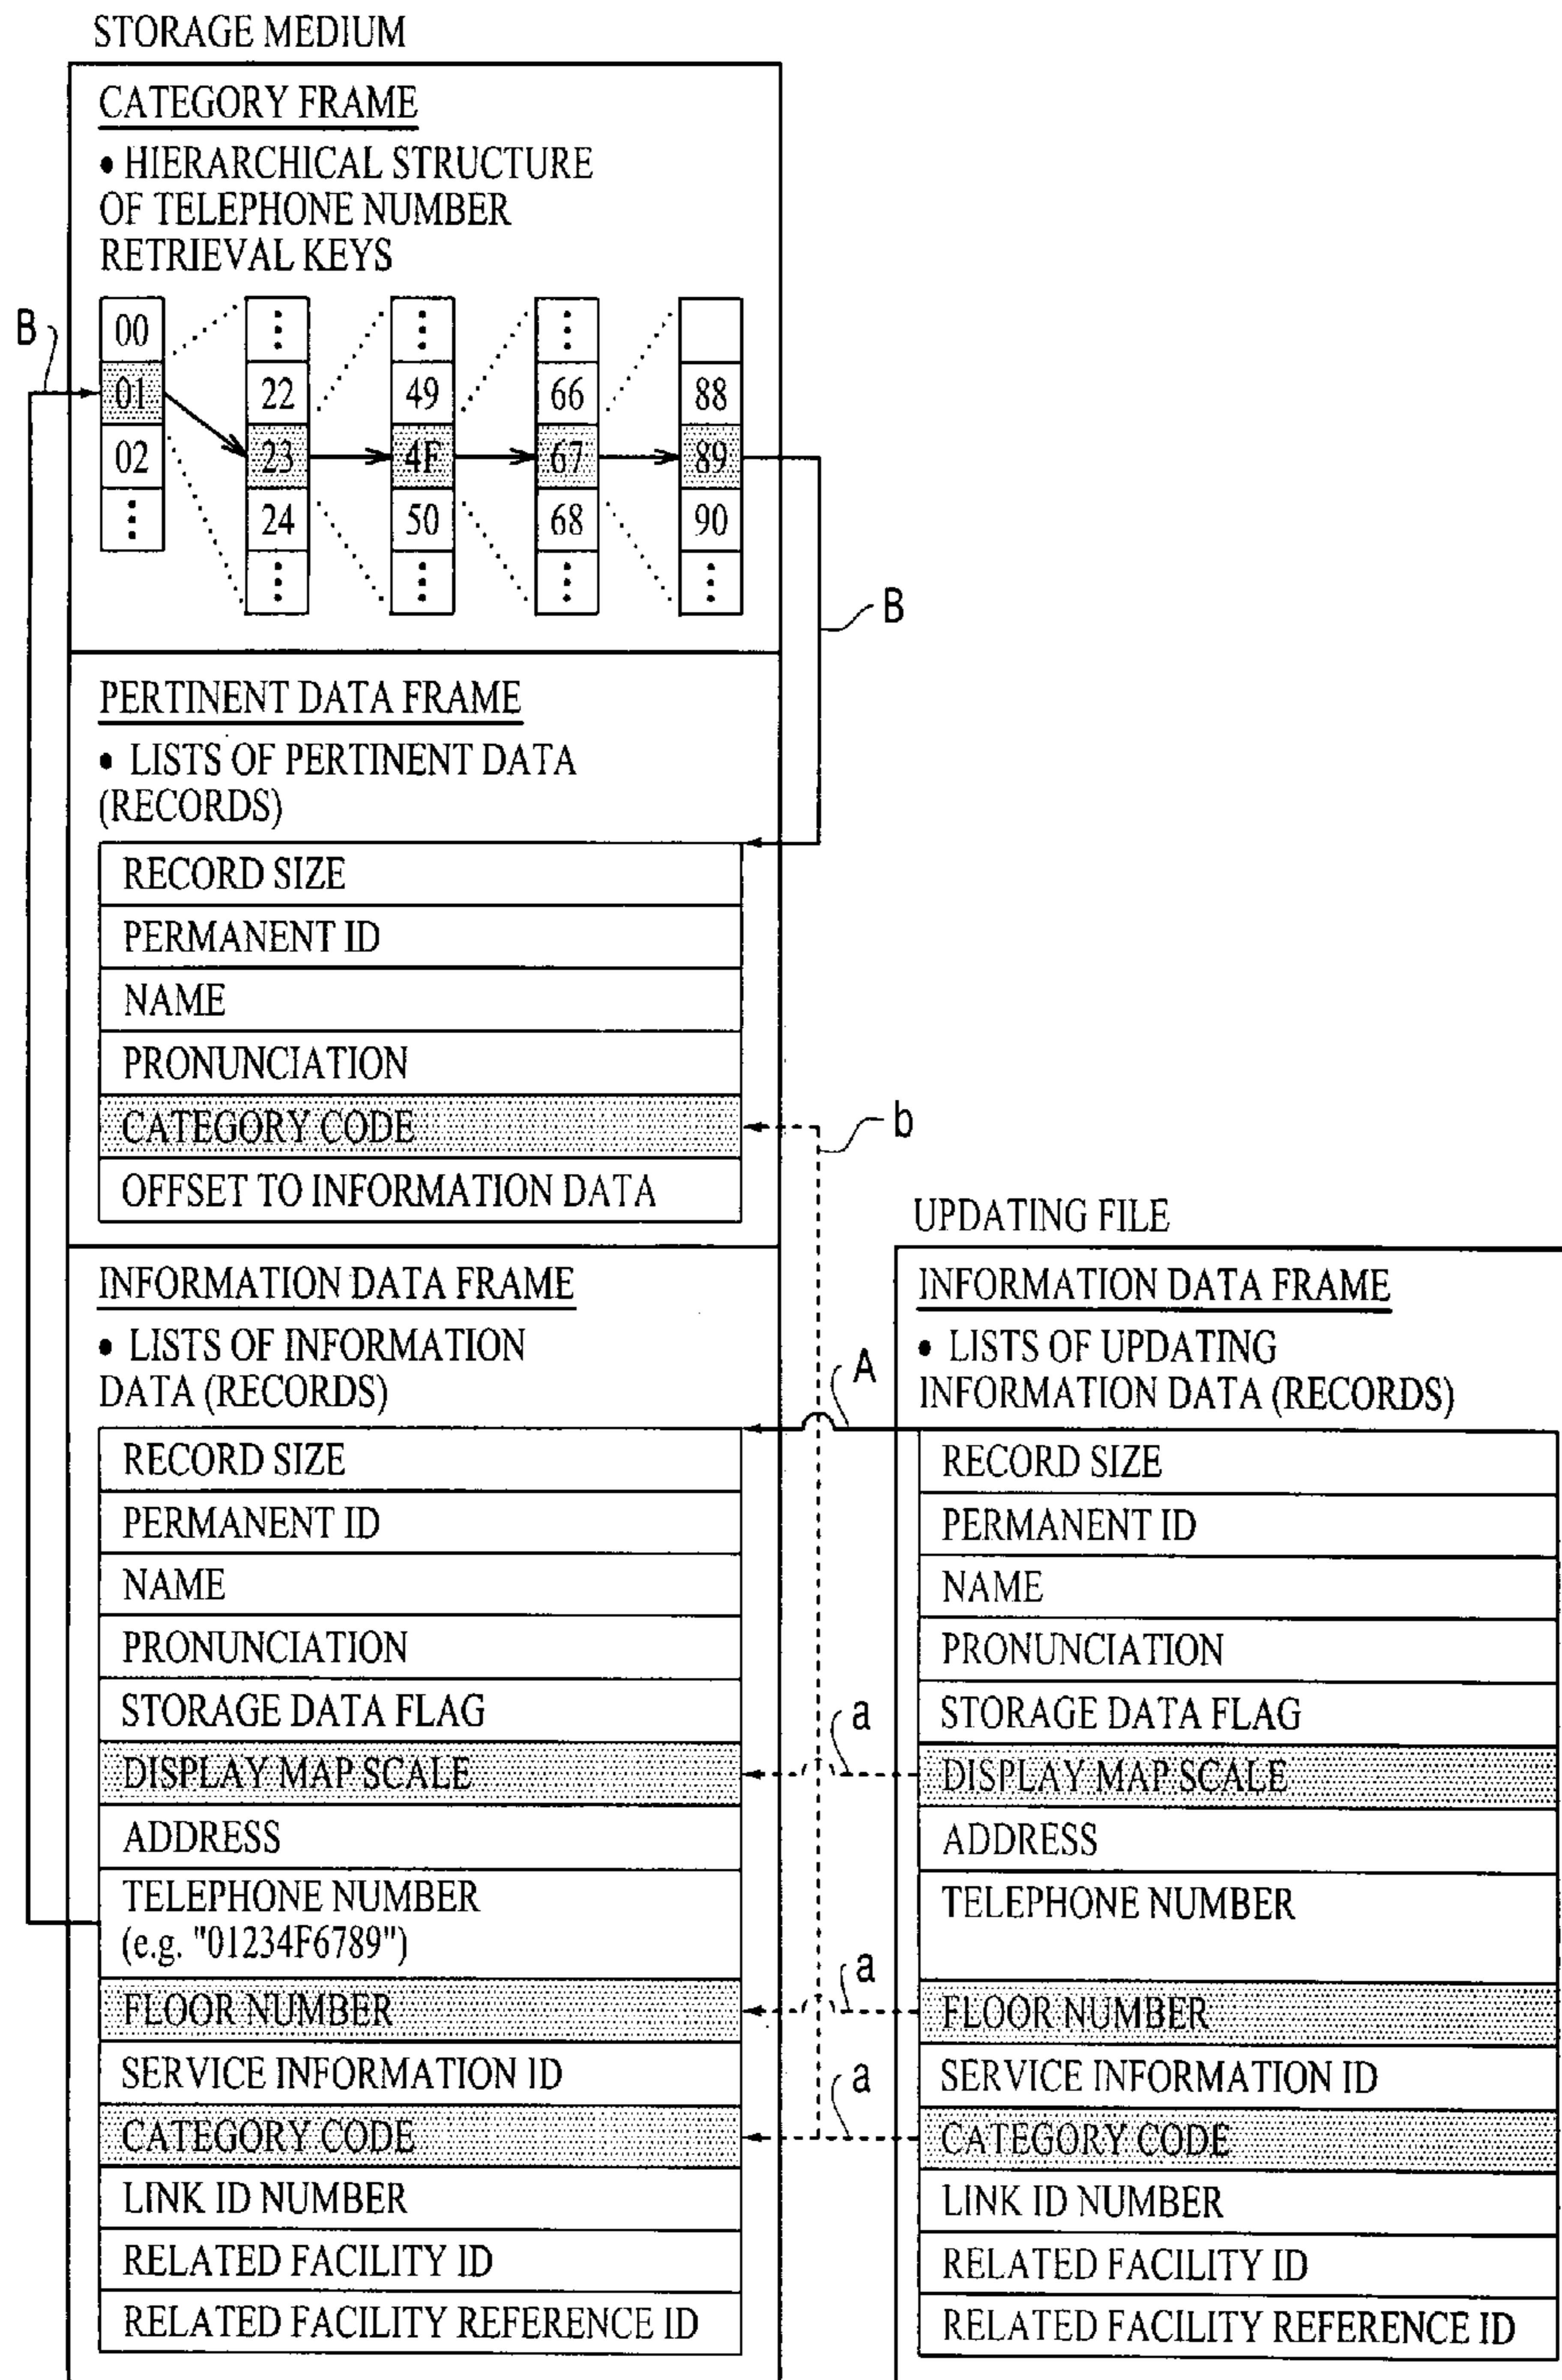 STORAGE MEDIUM
CATEGORY FRAME
• HIERARCHICAL STRUCTURE
OF TELEPHONE NUMBER
RETRIEVAL KEYS
B
00
01
02
22
23
24
49
4F
50
66
67
68
88
89
90
B
PERTINENT DATA FRAME
• LISTS OF PERTINENT DATA
(RECORDS)
RECORD SIZE
PERMANENT ID
NAME
PRONUNCIATION
CATEGORY CODE
OFFSET TO INFORMATION DATA
b
INFORMATION DATA FRAME
• LISTS OF INFORMATION
DATA (RECORDS)
RECORD SIZE
PERMANENT ID
NAME
PRONUNCIATION
STORAGE DATA FLAG
DISPLAY MAP SCALE
ADDRESS
TELEPHONE NUMBER
(e.g. "01234F6789")
FLOOR NUMBER
SERVICE INFORMATION ID
CATEGORY CODE
LINK ID NUMBER
RELATED FACILITY ID
RELATED FACILITY REFERENCE ID
A
a
a
a
UPDATING FILE
INFORMATION DATA FRAME
• LISTS OF UPDATING
INFORMATION DATA (RECORDS)
RECORD SIZE
PERMANENT ID
NAME
PRONUNCIATION
STORAGE DATA FLAG
DISPLAY MAP SCALE
ADDRESS
TELEPHONE NUMBER
FLOOR NUMBER
SERVICE INFORMATION ID
CATEGORY CODE
LINK ID NUMBER
RELATED FACILITY ID
RELATED FACILITY REFERENCE ID